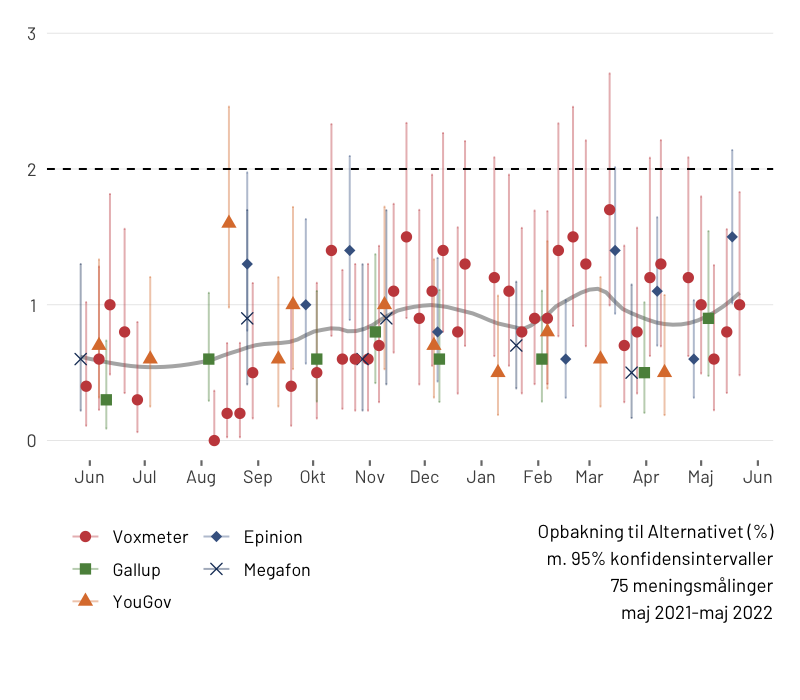 3
2
1
0
Jun Jul Aug Sep Okt Nov Dec Jan Feb Mar Apr Maj Jun
Voxmeter Epinion
Gallup Megafon
YouGov
Opbakning til Alternativet (%)
m. 95% konfidensintervaller
75 meningsmålinger
maj 2021-maj 2022